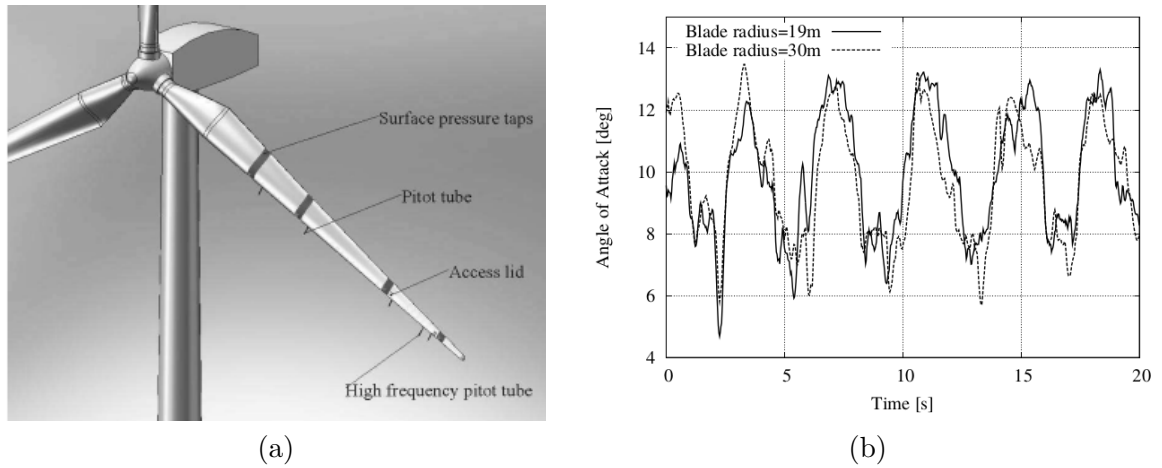 Surface pressure taps
Pitot tube
Access lid
High frequency pitot tube
(a)
Blade radius=19m
Blade radius=30m
Angle of Attack [deg]
14
12
10
8
6
4
0
5
10
15
20
Time [s]
(b)